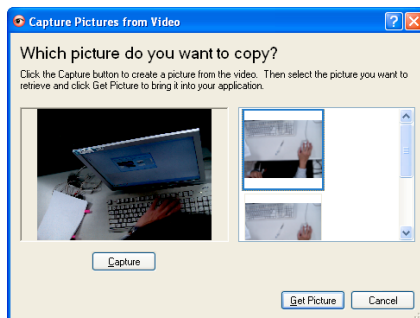 Capture Pictures from Video
Which picture do you want to copy?
Click the Capture button to create a picture from the video. Then select the picture you want to
retrieve and click Get Picture to bring it into your application.
Capture
Get Picture
Cancel